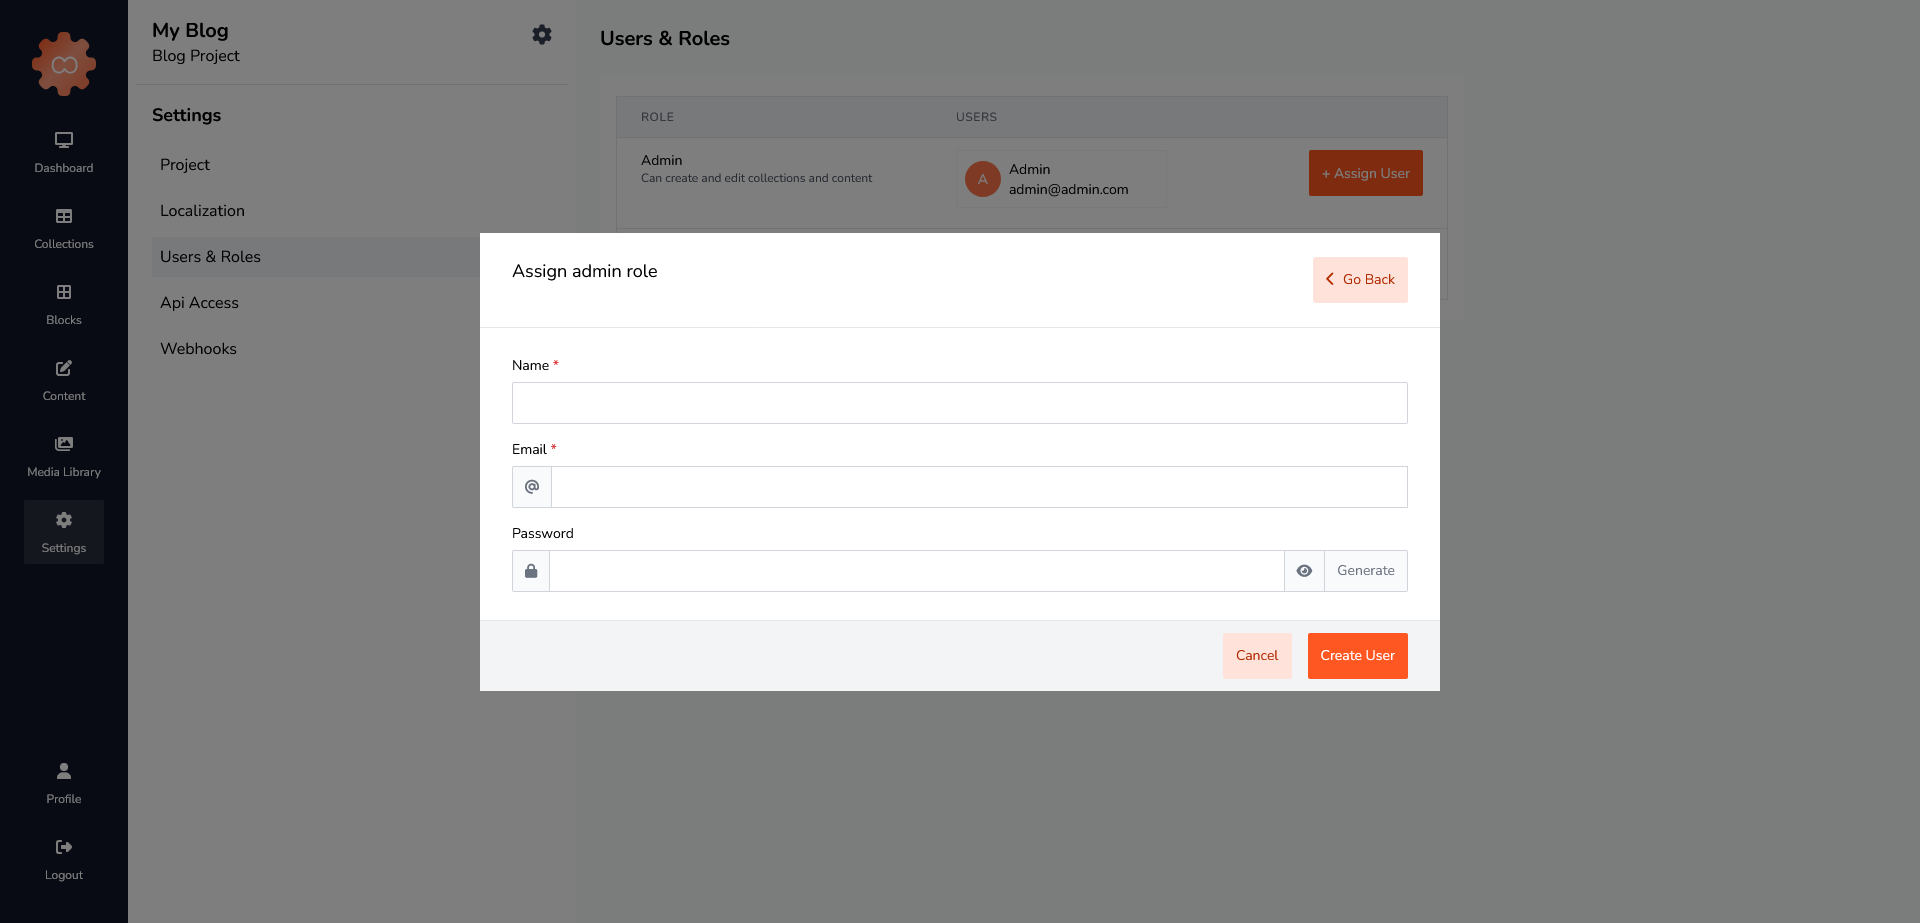 My Blog
Blog Project
Dashboard
Collections
Blocks
Content
Media Library
Settings
Profile
Logout
Settings
Project
Localization
Users & Roles
Api Access
Webhooks
Users & Roles
ROLE USERS
Admin
Can create and edit collections and content
A
Admin
admin@admin.com
+ Assign User
Assign admin role
Go Back
Name *
Email *
@
Password
Generate
Cancel
Create User